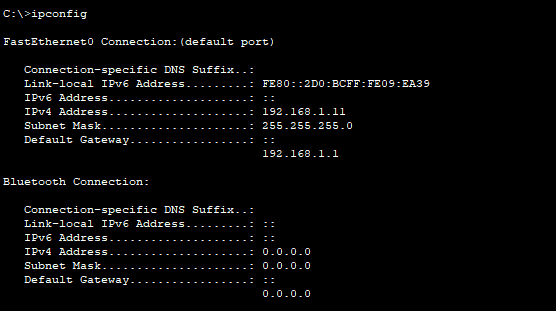 C:\>ipconfig
FastEthernet0 Connection:(default port)
Connection-specific DNS Suffix..:
Link-local IPv6 Address.........: FE80::2D0:BCFF:FE09:EA39
IPv6 Address....................: ::
IPv4 Address....................: 192.168.1.11
Subnet Mask.....................: 255.255.255.0
Default Gateway.................: ::
192.168.1.1
Bluetooth Connection:
Connection-specific DNS Suffix..:
Link-local IPv6 Address.........: ::
IPv6 Address....................: ::
IPv4 Address....................: 0.0.0.0
Subnet Mask.....................: 0.0.0.0
Default Gateway.................: ::
0.0.0.0